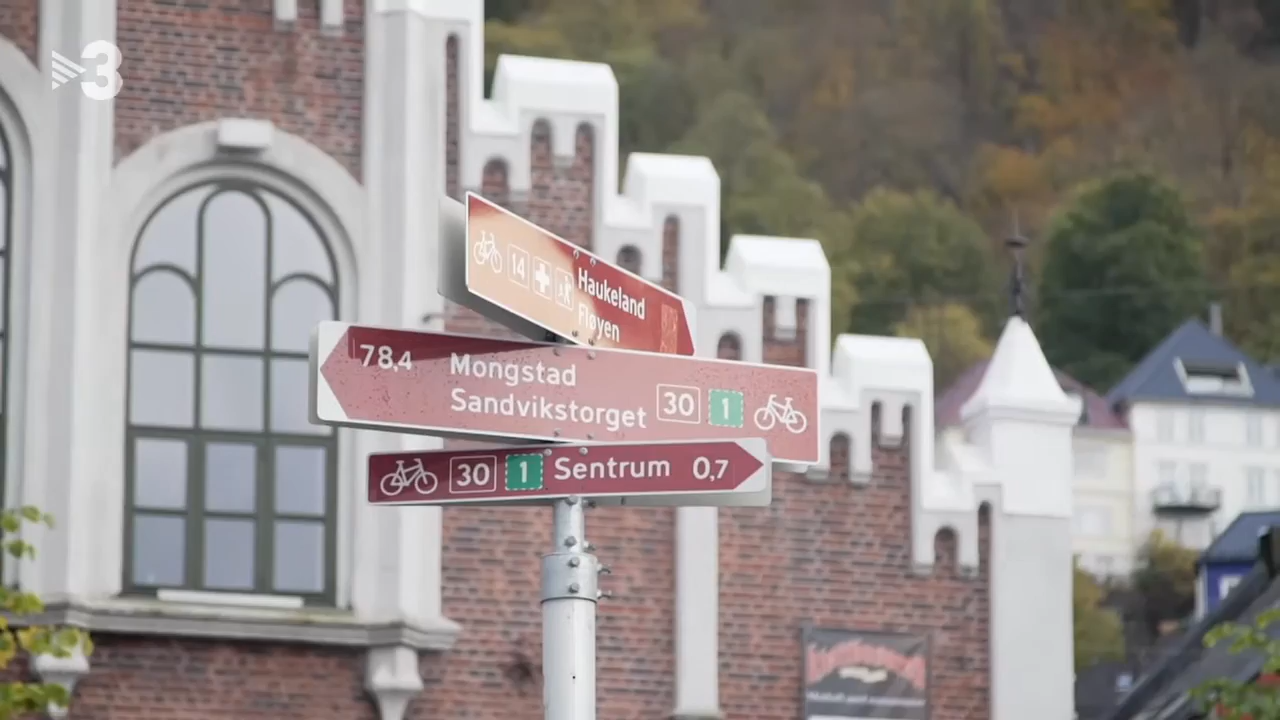 3
14 Haukeland
Fløyen
78,4 Mongstad
Sandvikstorget 30 1
30 1 Sentrum 0,7